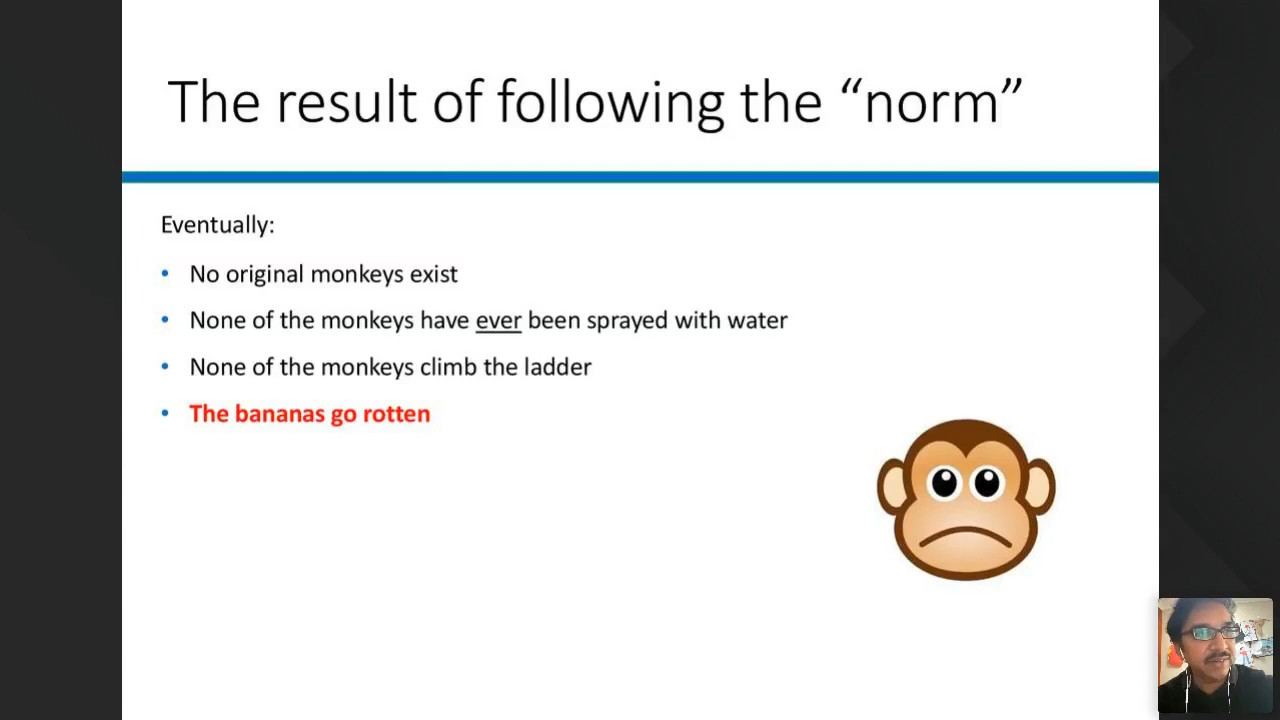 The result of following the “norm”
Eventually:
• No original monkeys exist
• None of the monkeys have ever been sprayed with water
• None of the monkeys climb the ladder
• The bananas go rotten